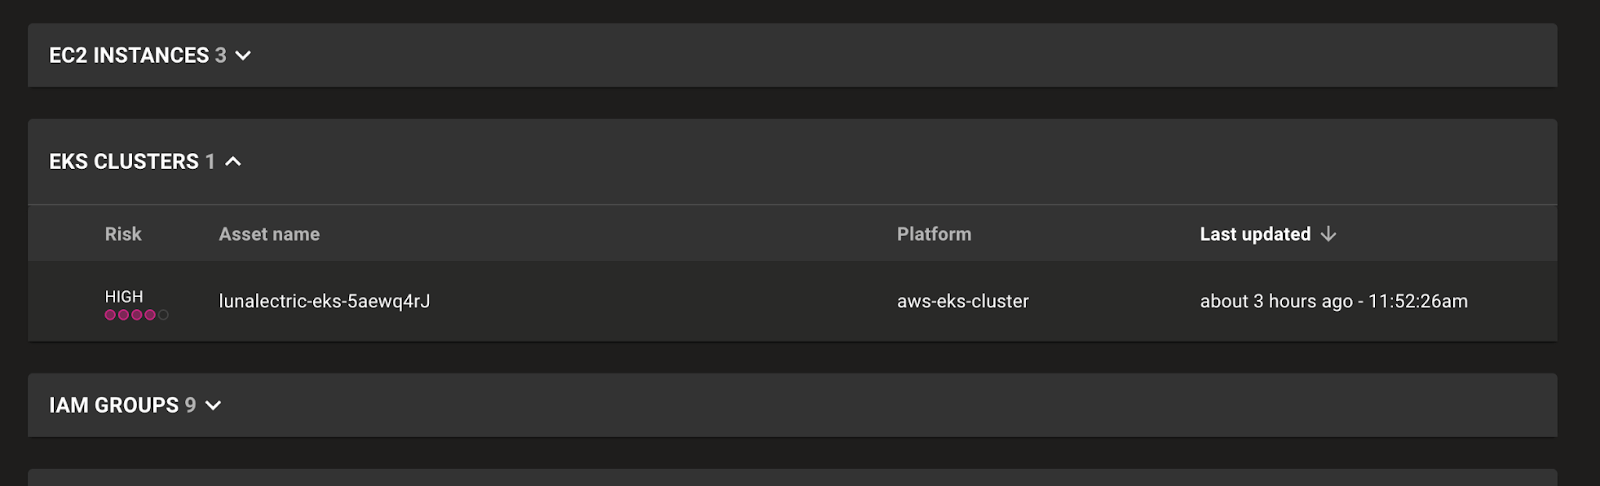 EC2 INSTANCES 3
EKS CLUSTERS 1
Risk Asset name Platform Last updated
HIGH lunalectric-eks-5aewq4rJ aws-eks-cluster about 3 hours ago - 11:52:26am
IAM GROUPS 9